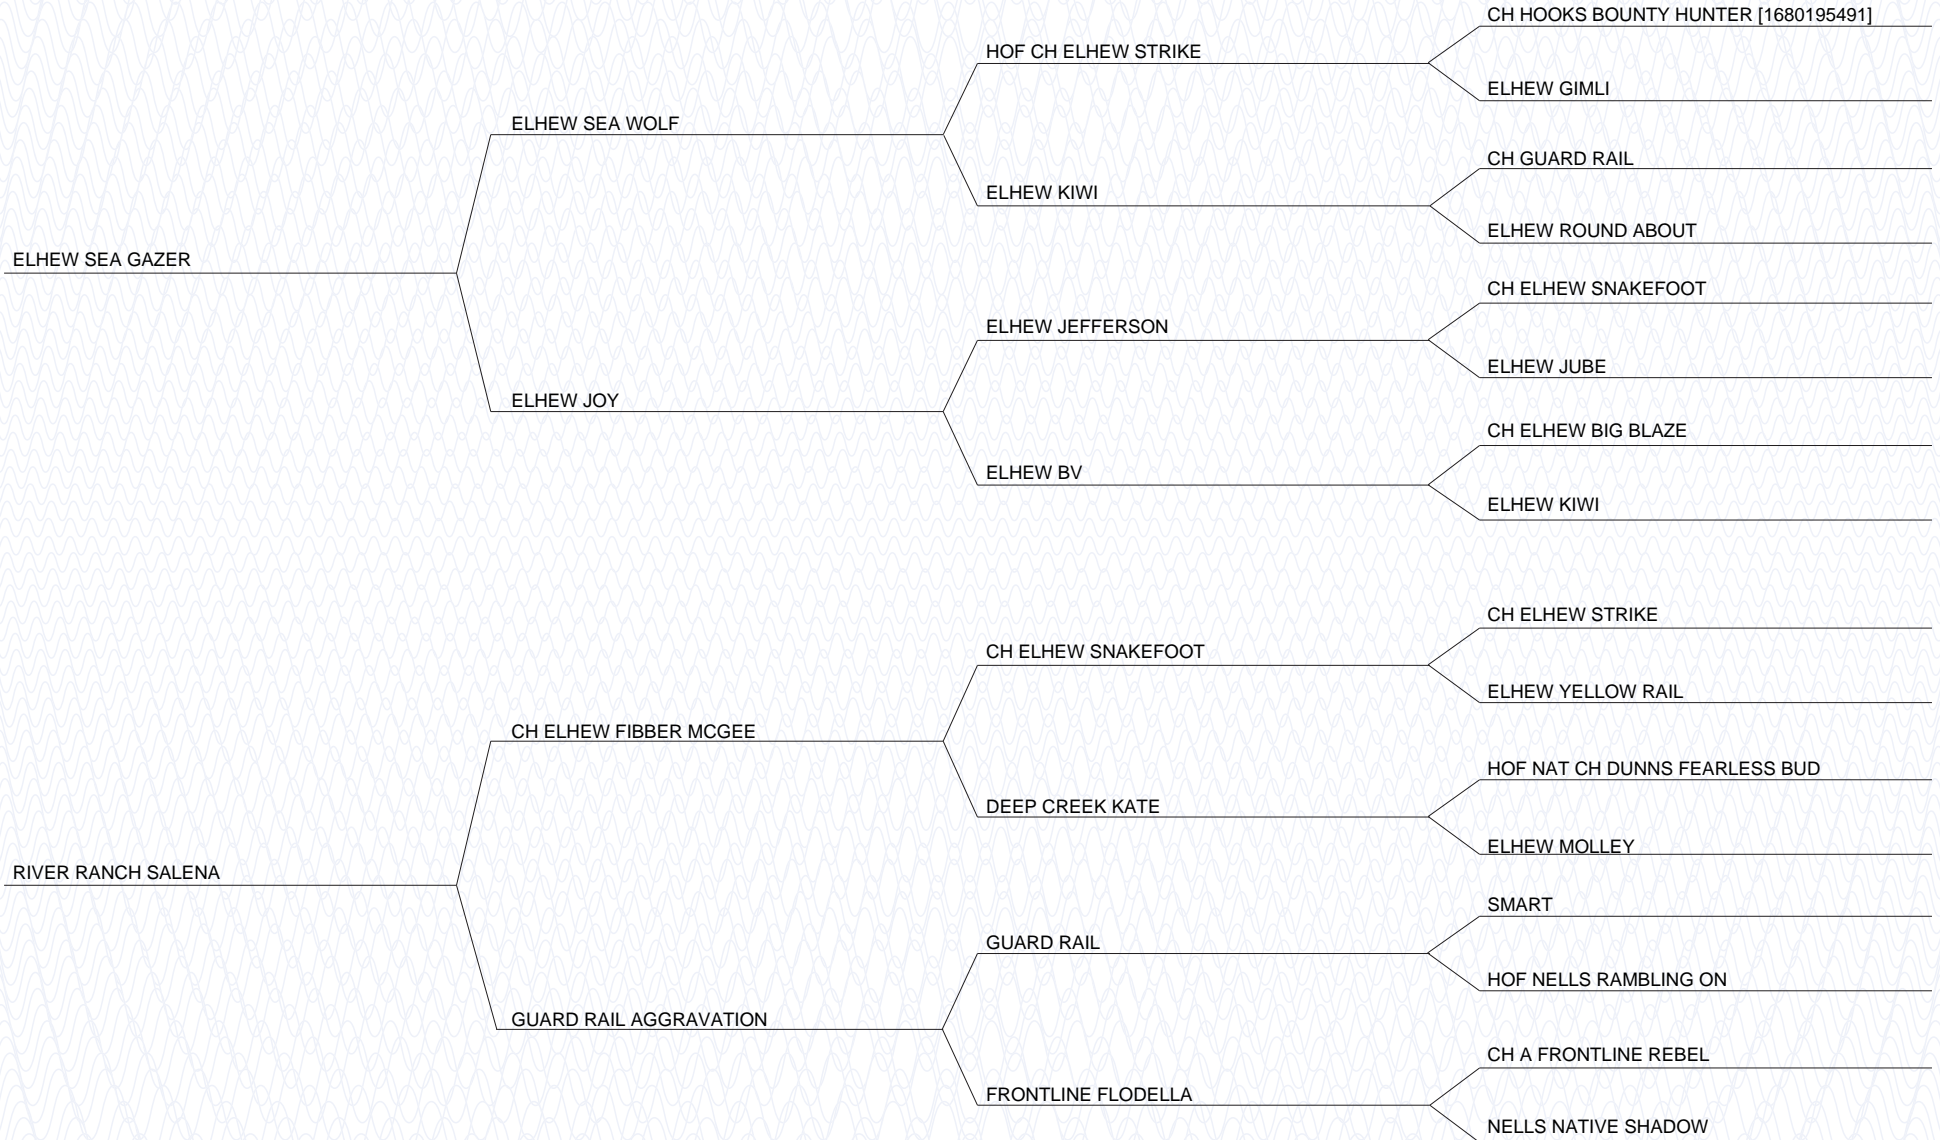 CH HOOKS BOUNTY HUNTER [1680195491]
HOF CH ELHEW STRIKE
ELHEW GIMLI
ELHEW SEA WOLF
CH GUARD RAIL
ELHEW KIWI
ELHEW ROUND ABOUT
ELHEW SEA GAZER
CH ELHEW SNAKEFOOT
ELHEW JEFFERSON
ELHEW JUBE
ELHEW JOY
CH ELHEW BIG BLAZE
ELHEW BV
ELHEW KIWI
CH ELHEW STRIKE
CH ELHEW SNAKEFOOT
ELHEW YELLOW RAIL
CH ELHEW FIBBER MCGEE
HOF NAT CH DUNNS FEARLESS BUD
DEEP CREEK KATE
ELHEW MOLLEY
RIVER RANCH SALENA
SMART
GUARD RAIL
HOF NELLS RAMBLING ON
GUARD RAIL AGGRAVATION
CH A FRONTLINE REBEL
FRONTLINE FLODELLA
NELLS NATIVE SHADOW